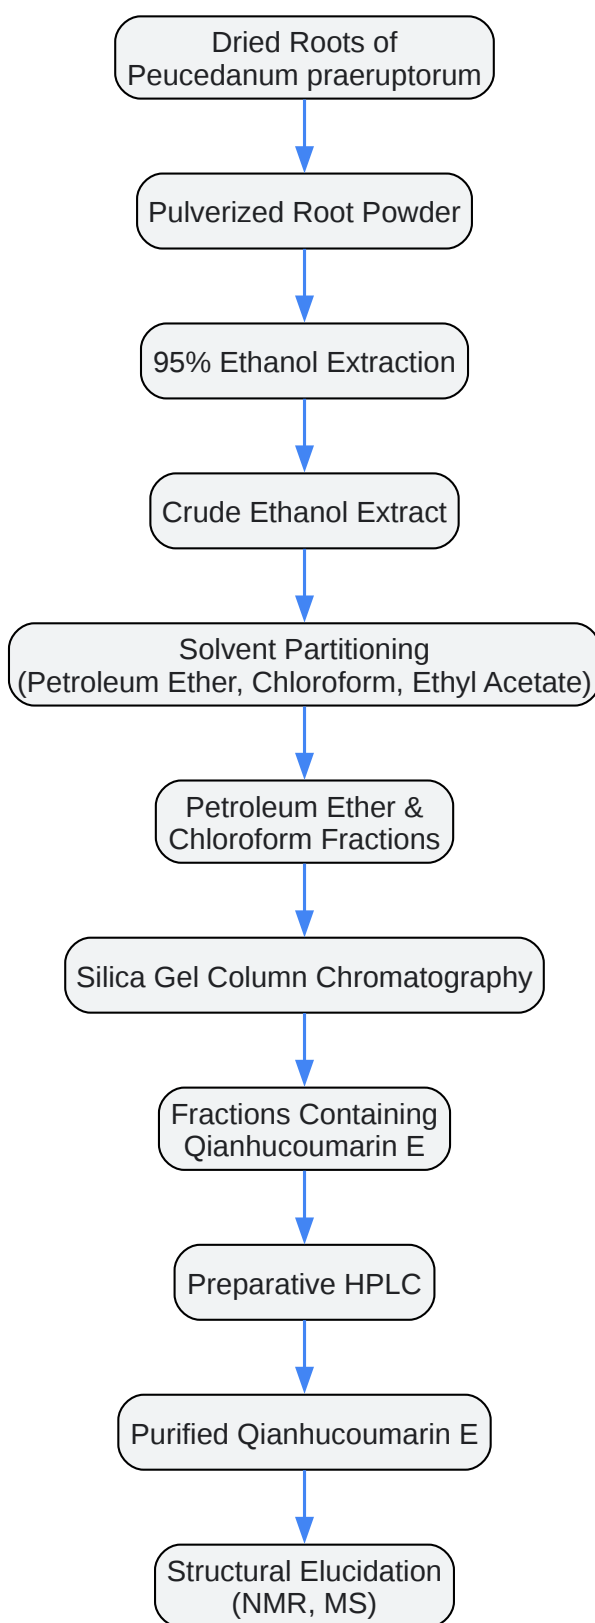 Dried Roots of
Peucedanum praeruptorum
Pulverized Root Powder
95% Ethanol Extraction
Crude Ethanol Extract
Solvent Partitioning
(Petroleum Ether, Chloroform, Ethyl Acetate)
Petroleum Ether &
Chloroform Fractions
Silica Gel Column Chromatography
Fractions Containing
Qianhucoumarin E
Preparative HPLC
Purified Qianhucoumarin E
Structural Elucidation
(NMR, MS)